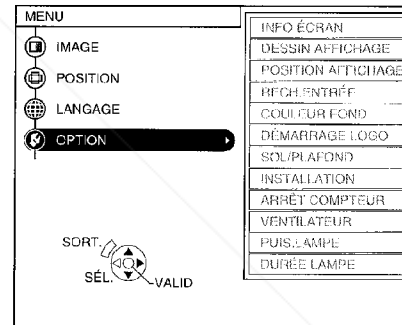 MENU
IMAGE
POSITION
LANGAGE
OPTION
SORT.
SÉL.
VALID
INFO ÉCRAN
DESSIN AFFICHAGE
POSITION AFFICHAGE
RECH.ENTRÉE
COULEUR FOND
DÉMARRAGE LOGO
SOL/PLAFOND
INSTALLATION
ARRÊT COMPTEUR
VENTILATEUR
PUIS.LAMPE
DURÉE LAMPE